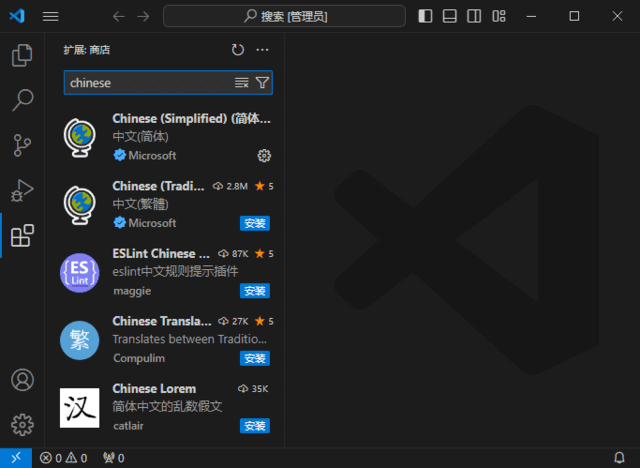 搜索 [管理员]
扩展: 商店
chinese
Chinese (Simplified) (简体...
中文(简体)
Microsoft
Chinese (Tradi... 2.8M 5
中文(繁體)
Microsoft 安装
ESLint Chinese ... 87K 5
ES
Lint
eslint中文规则提示插件
maggie 安装
Chinese Transla... 27K 5
繁
Translates between Traditio...
Compulim 安装
Chinese Lorem 35K
汉
简体中文的乱数假文
catlair 安装
0 0 0